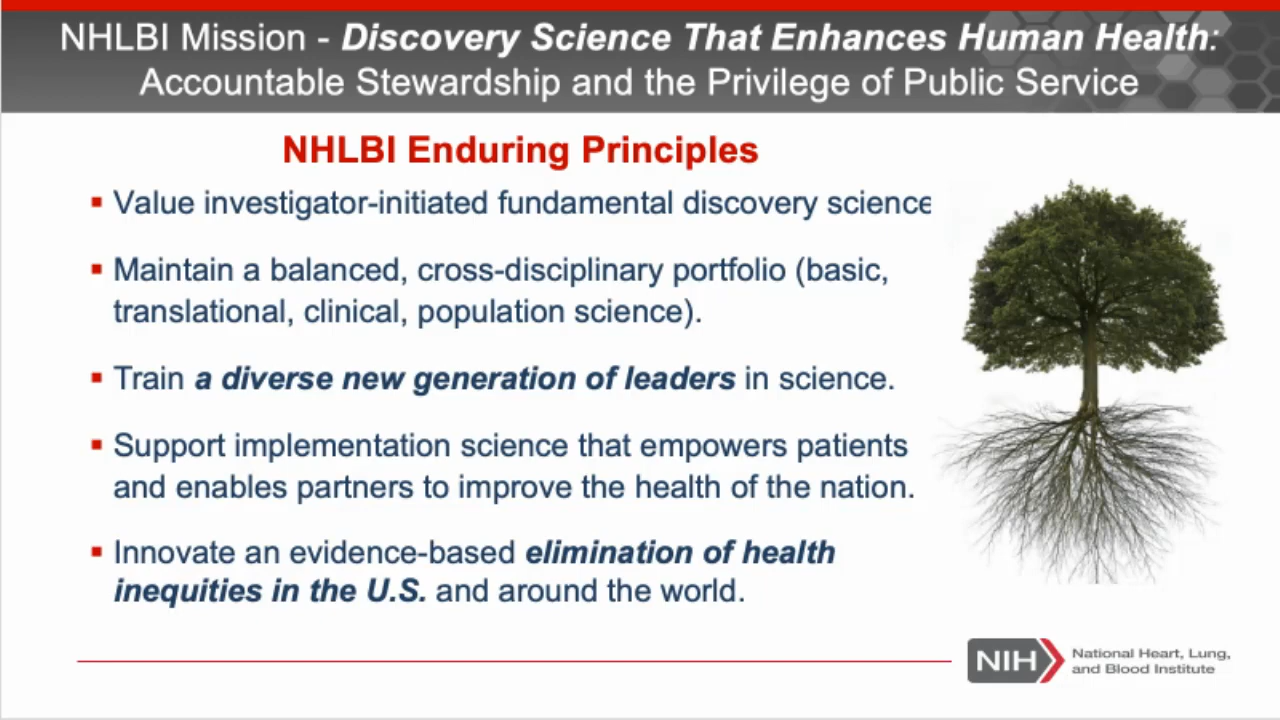 NHLBI Mission - Discovery Science That Enhances Human Health:
Accountable Stewardship and the Privilege of Public Service
NHLBI Enduring Principles
▪ Value investigator-initiated fundamental discovery science
▪ Maintain a balanced, cross-disciplinary portfolio (basic,
translational, clinical, population science).
▪ Train a diverse new generation of leaders in science.
▪ Support implementation science that empowers patients
and enables partners to improve the health of the nation.
▪ Innovate an evidence-based elimination of health
inequities in the U.S. and around the world.
NIH
National Heart, Lung,
and Blood Institute